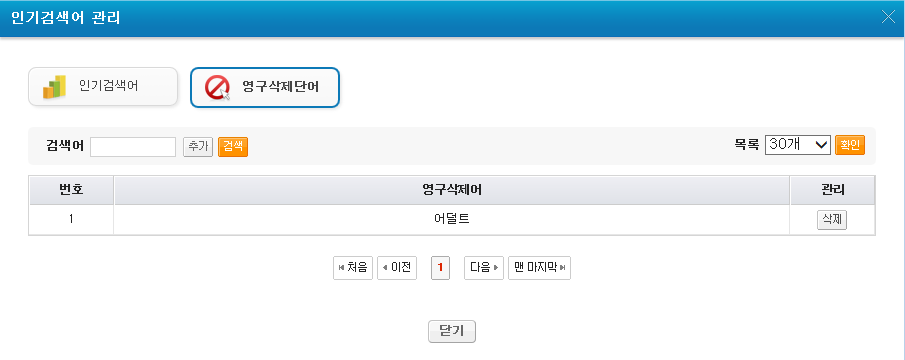 인기검색어 관리
인기검색어 영구삭제단어
검색어 추가 검색 목록 30개 확인
번호 영구삭제어 관리
1 어덜트 삭제
처음 이전 1 다음 맨 마지막
닫기